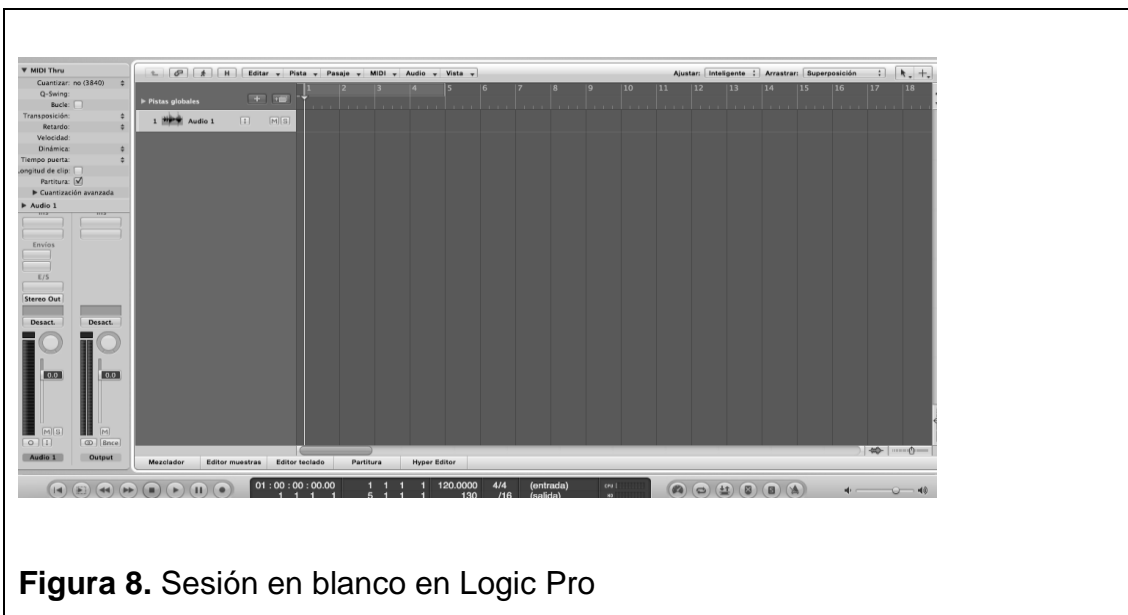 MIDI Thru
Cuantizar: no (3840)
Q-Swing:
Bucle:
Transposición:
Retardo:
Velocidad:
Dinámica:
Tiempo puerta:
ongitud de clip:
Partitura:
Cuantización avanzada
Audio 1
Envíos
E/S
Stereo Out
Desact. Desact.
0.0 0.0
M S M
O I Bnce
Audio 1 Output
H Editar Pista Pasaje MIDI Audio Vista Ajustar: Inteligente Arrastrar: Superposición
Pistas globales 1 2 3 4 5 6 7 8 9 10 11 12 13 14 15 16 17 18
1 Audio 1 I M S
Mezclador Editor muestras Editor teclado Partitura Hyper Editor
01 : 00 : 00 : 00.00 1 1 1 1 120.0000 4/4 (entrada) CPU
1 1 1 1 5 1 1 1 130 /16 (salida) HD
Figura 8. Sesión en blanco en Logic Pro